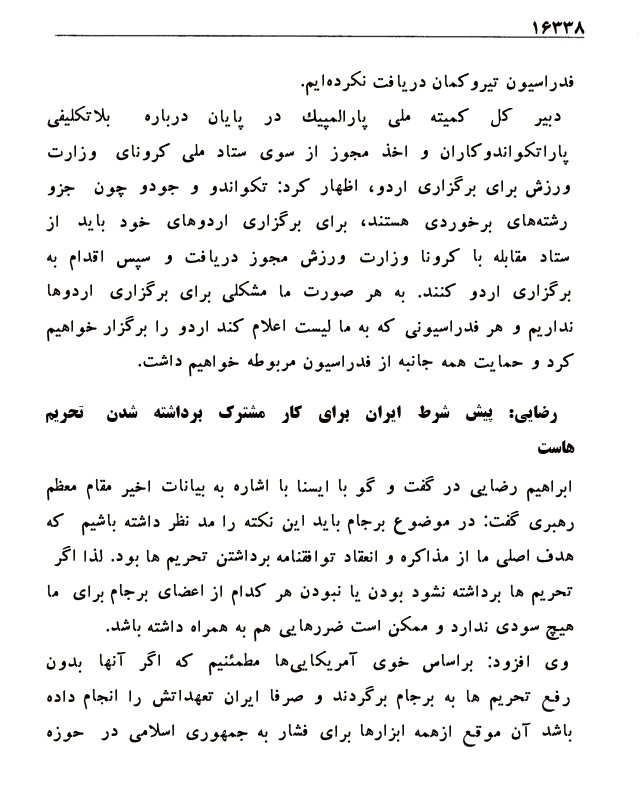 ۱۶۳۳۸
فدراسیون تیروکمان دریافت نکرده‌ایم.
دبیر کل کمیته ملی پارالمپیك در پایان درباره بلاتکلیفی
پاراتکواندوکاران و اخذ مجوز از سوی ستاد ملی کرونای وزارت
ورزش برای برگزاری اردو، اظهار کرد: تکواندو و جودو چون جزو
رشته‌های برخوردی هستند، برای برگزاری اردوهای خود باید از
ستاد مقابله با کرونا وزارت ورزش مجوز دریافت و سپس اقدام به
برگزاری اردو کنند. به هر صورت ما مشکلی برای برگزاری اردوها
نداریم و هر فدراسیونی که به ما لیست اعلام کند اردو را برگزار خواهیم
کرد و حمایت همه جانبه از فدراسیون مربوطه خواهیم داشت.
رضایی: پیش شرط ایران برای کار مشترک برداشته شدن تحریم
هاست
ابراهیم رضایی در گفت و گو با ایسنا با اشاره به بیانات اخیر مقام معظم
رهبری گفت: در موضوع برجام باید این نکته را مد نظر داشته باشیم که
هدف اصلی ما از مذاکره و انعقاد توافقنامه برداشتن تحریم ها بود. لذا اگر
تحریم ها برداشته نشود بودن یا نبودن هر کدام از اعضای برجام برای ما
هیچ سودی ندارد و ممکن است ضررهایی هم به همراه داشته باشد.
وی افزود: براساس خوی آمریکایی‌ها مطمئنیم که اگر آنها بدون
رفع تحریم ها به برجام برگردند و صرفا ایران تعهداتش را انجام داده
باشد آن موقع ازهمه ابزارها برای فشار به جمهوری اسلامی در حوزه